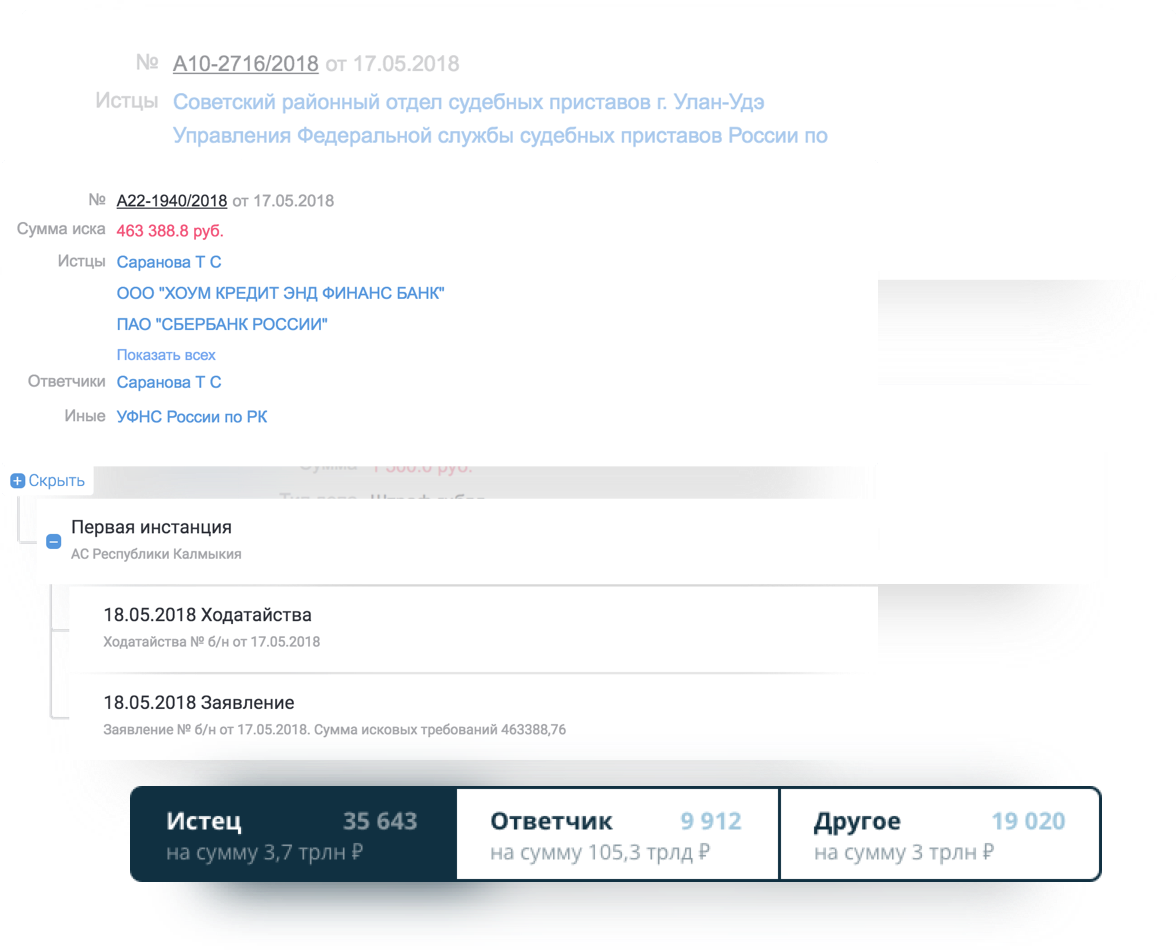 № А10-2716/2018 от 17.05.2018
Истцы Советский районный отдел судебных приставов г. Улан-Удэ
Управления Федеральной службы судебных приставов России по
№ А22-1940/2018 от 17.05.2018
Сумма иска 463 388.8 руб.
Истцы Саранова Т С
ООО "ХОУМ КРЕДИТ ЭНД ФИНАНС БАНК"
ПАО "СБЕРБАНК РОССИИ"
Показать всех
Ответчики Саранова Т С
Иные УФНС России по РК
Скрыть
Первая инстанция
АС Республики Калмыкия
18.05.2018 Ходатайства
Ходатайства № б/н от 17.05.2018
18.05.2018 Заявление
Заявление № б/н от 17.05.2018. Сумма исковых требований 463388,76
Истец 35 643 Ответчик 9 912 Другое 19 020
на сумму 3,7 трлн ₽ на сумму 105,3 трлд ₽ на сумму 3 трлн ₽